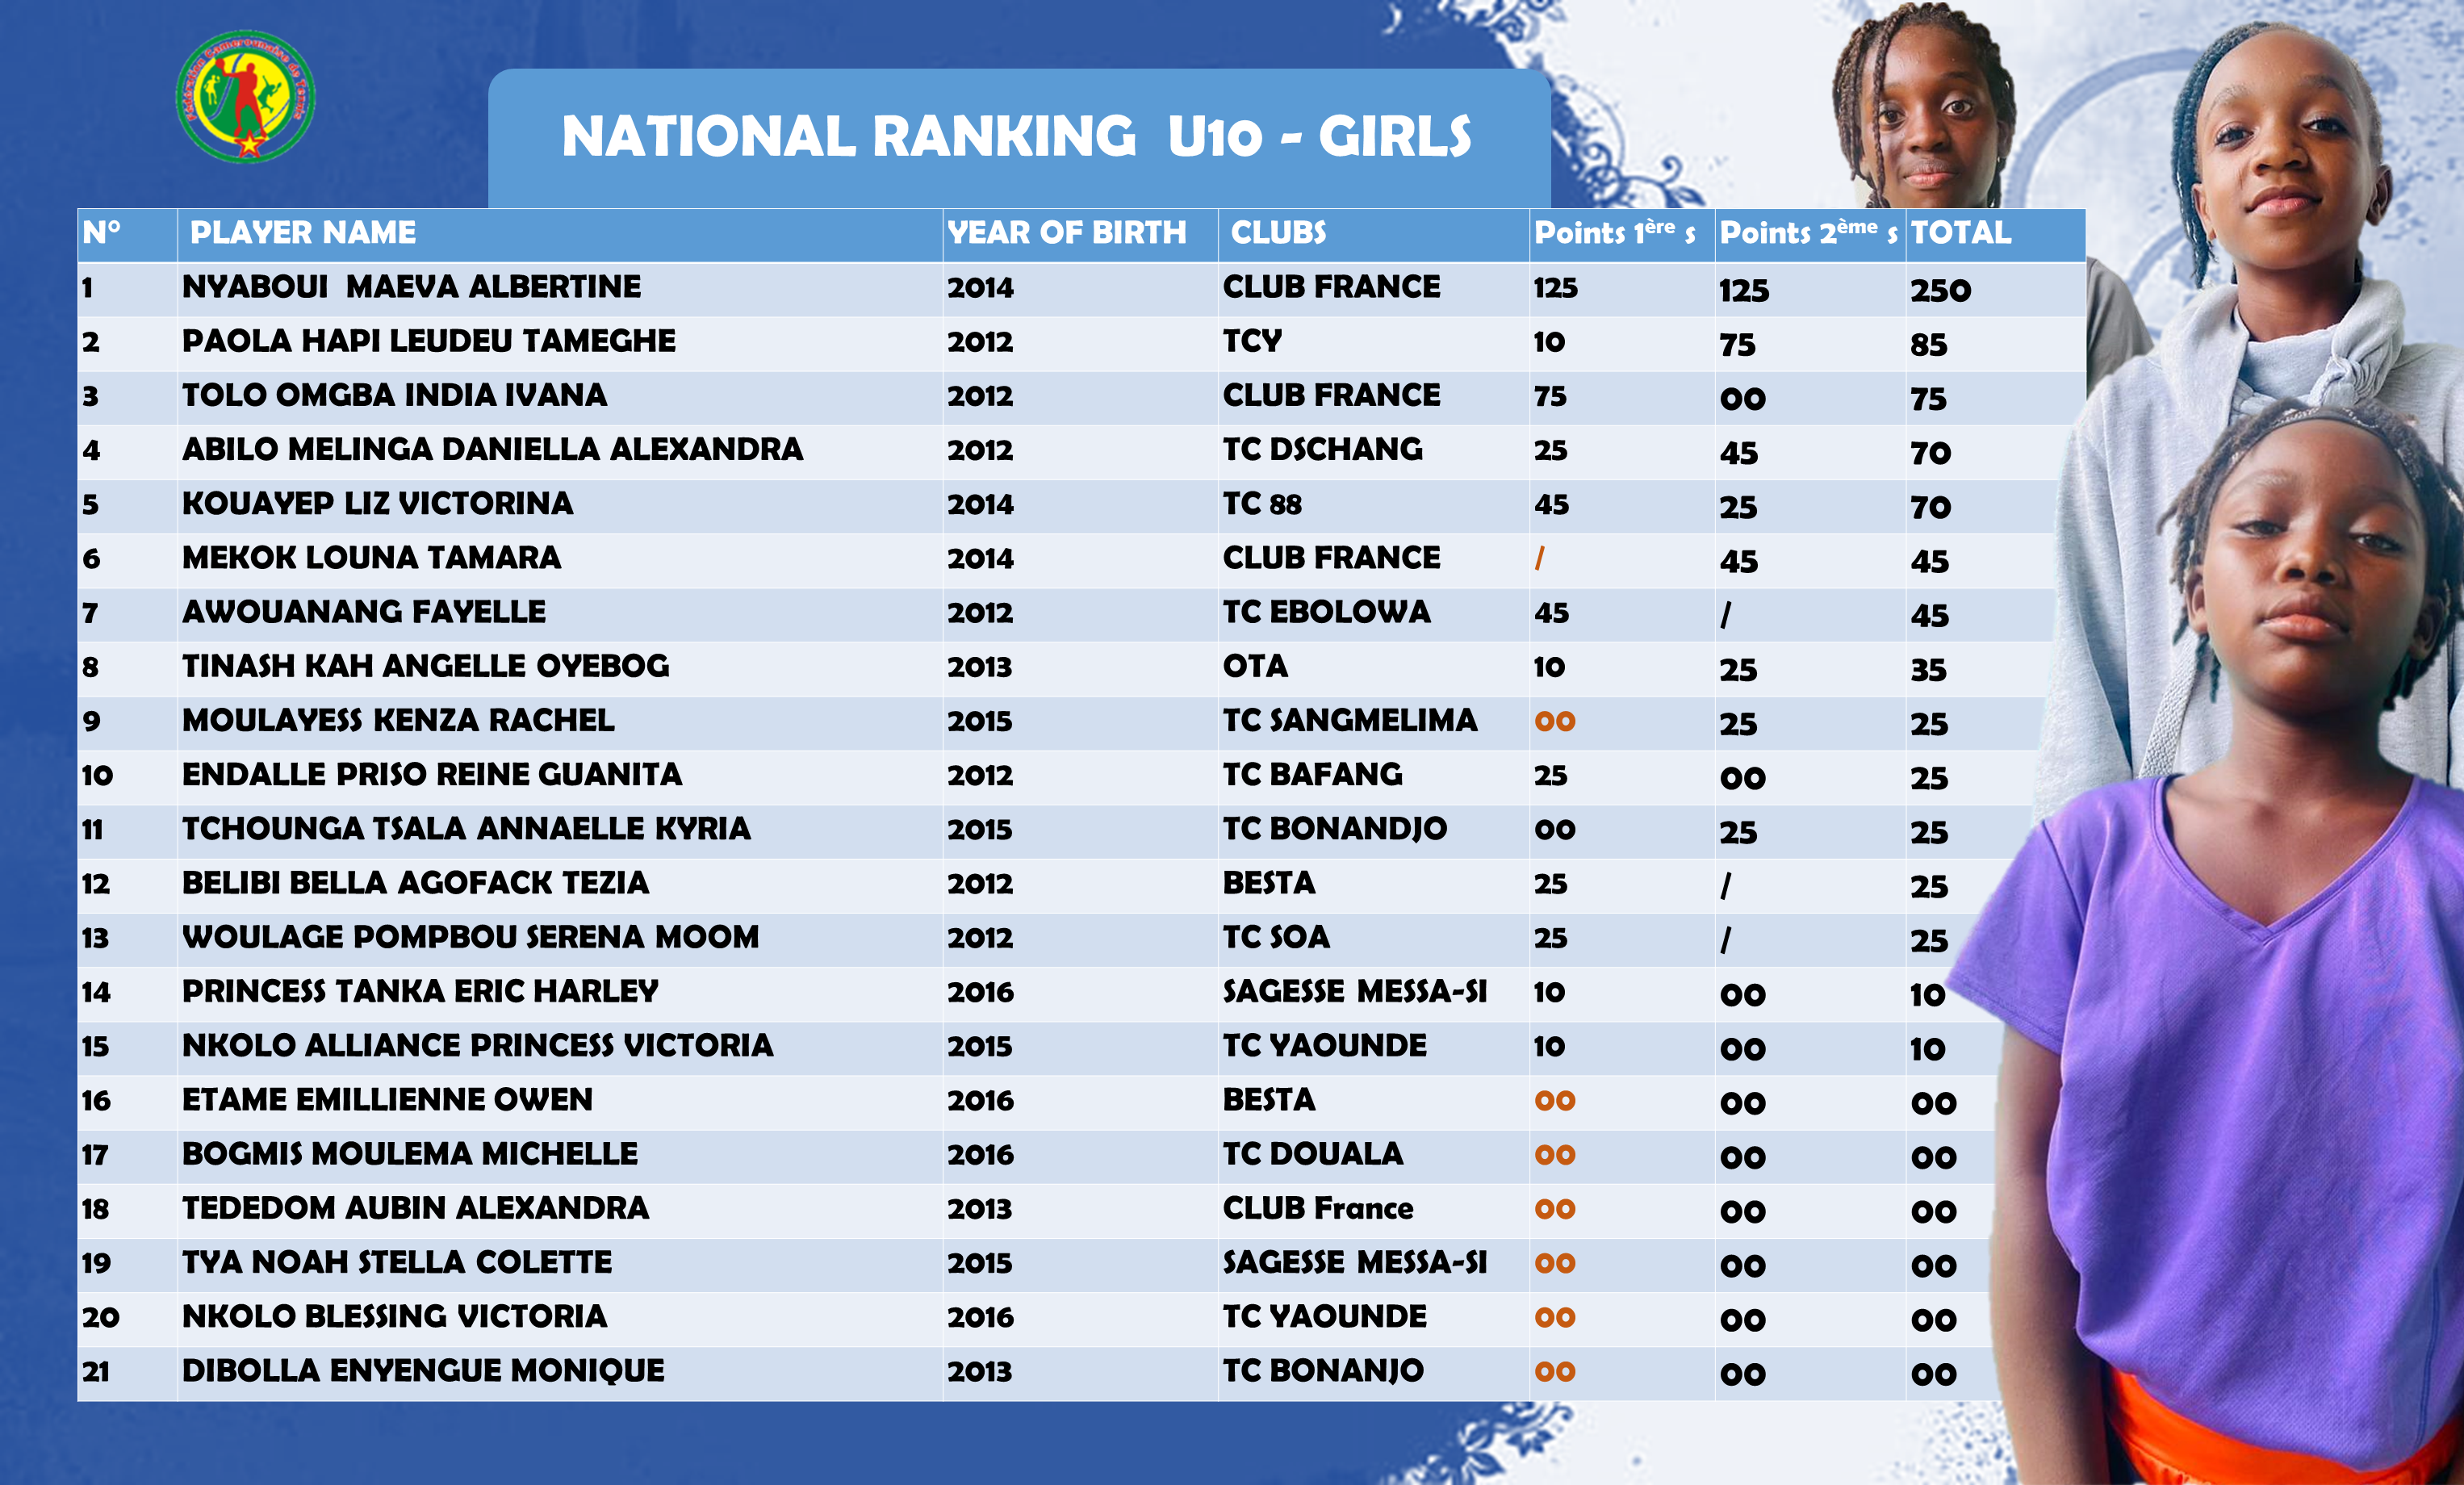 Fédération Camerounaise de Tennis
NATIONAL RANKING U10 - GIRLS
N° PLAYER NAME YEAR OF BIRTH CLUBS Points 1ère s Points 2ème s TOTAL
1 NYABOUI MAEVA ALBERTINE 2014 CLUB FRANCE 125 125 250
2 PAOLA HAPI LEUDEU TAMEGHE 2012 TCY 10 75 85
3 TOLO OMGBA INDIA IVANA 2012 CLUB FRANCE 75 00 75
4 ABILO MELINGA DANIELLA ALEXANDRA 2012 TC DSCHANG 25 45 70
5 KOUAYEP LIZ VICTORINA 2014 TC 88 45 25 70
6 MEKOK LOUNA TAMARA 2014 CLUB FRANCE / 45 45
7 AWOUANANG FAYELLE 2012 TC EBOLOWA 45 / 45
8 TINASH KAH ANGELLE OYEBOG 2013 OTA 10 25 35
9 MOULAYESS KENZA RACHEL 2015 TC SANGMELIMA 00 25 25
10 ENDALLE PRISO REINE GUANITA 2012 TC BAFANG 25 00 25
11 TCHOUNGA TSALA ANNAELLE KYRIA 2015 TC BONANDJO 00 25 25
12 BELIBI BELLA AGOFACK TEZIA 2012 BESTA 25 / 25
13 WOULAGE POMPBOU SERENA MOOM 2012 TC SOA 25 / 25
14 PRINCESS TANKA ERIC HARLEY 2016 SAGESSE MESSA-SI 10 00 10
15 NKOLO ALLIANCE PRINCESS VICTORIA 2015 TC YAOUNDE 10 00 10
16 ETAME EMILLIENNE OWEN 2016 BESTA 00 00 00
17 BOGMIS MOULEMA MICHELLE 2016 TC DOUALA 00 00 00
18 TEDEDOM AUBIN ALEXANDRA 2013 CLUB France 00 00 00
19 TYA NOAH STELLA COLETTE 2015 SAGESSE MESSA-SI 00 00 00
20 NKOLO BLESSING VICTORIA 2016 TC YAOUNDE 00 00 00
21 DIBOLLA ENYENGUE MONIQUE 2013 TC BONANJO 00 00 00